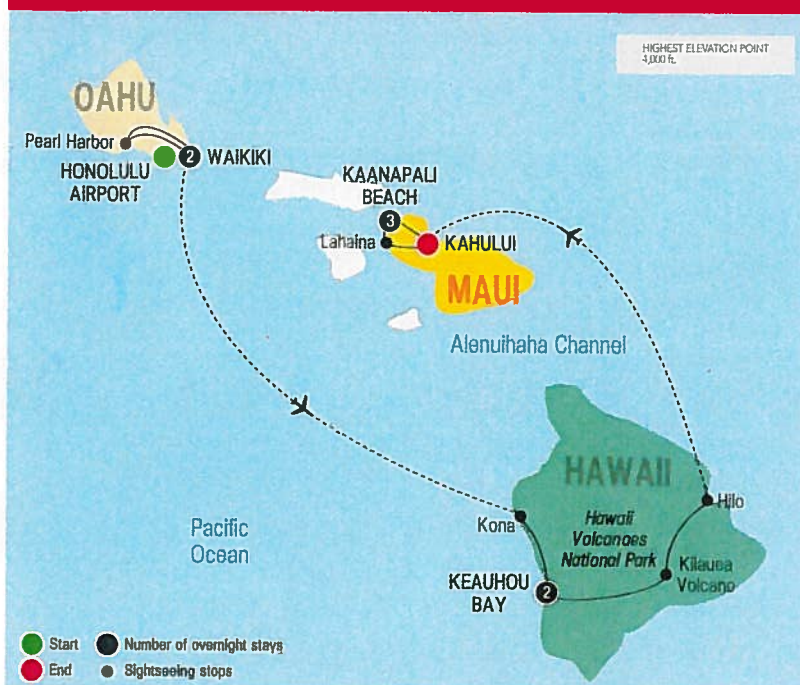 HIGHEST ELEVATION POINT
4,000 ft.
OAHU
Pearl Harbor
HONOLULU
AIRPORT
2
WAIKIKI
KAANAPALI
BEACH
3
Lahaina
KAHULUI
MAUI
Alenuihaha Channel
HAWAII
Hilo
Kona
Hawaii
Volcanoes
National Park
Kilauea
Volcano
KEAUHOU
BAY
2
Pacific
Ocean
Start
Number of overnight stays
End
Sightseeing stops